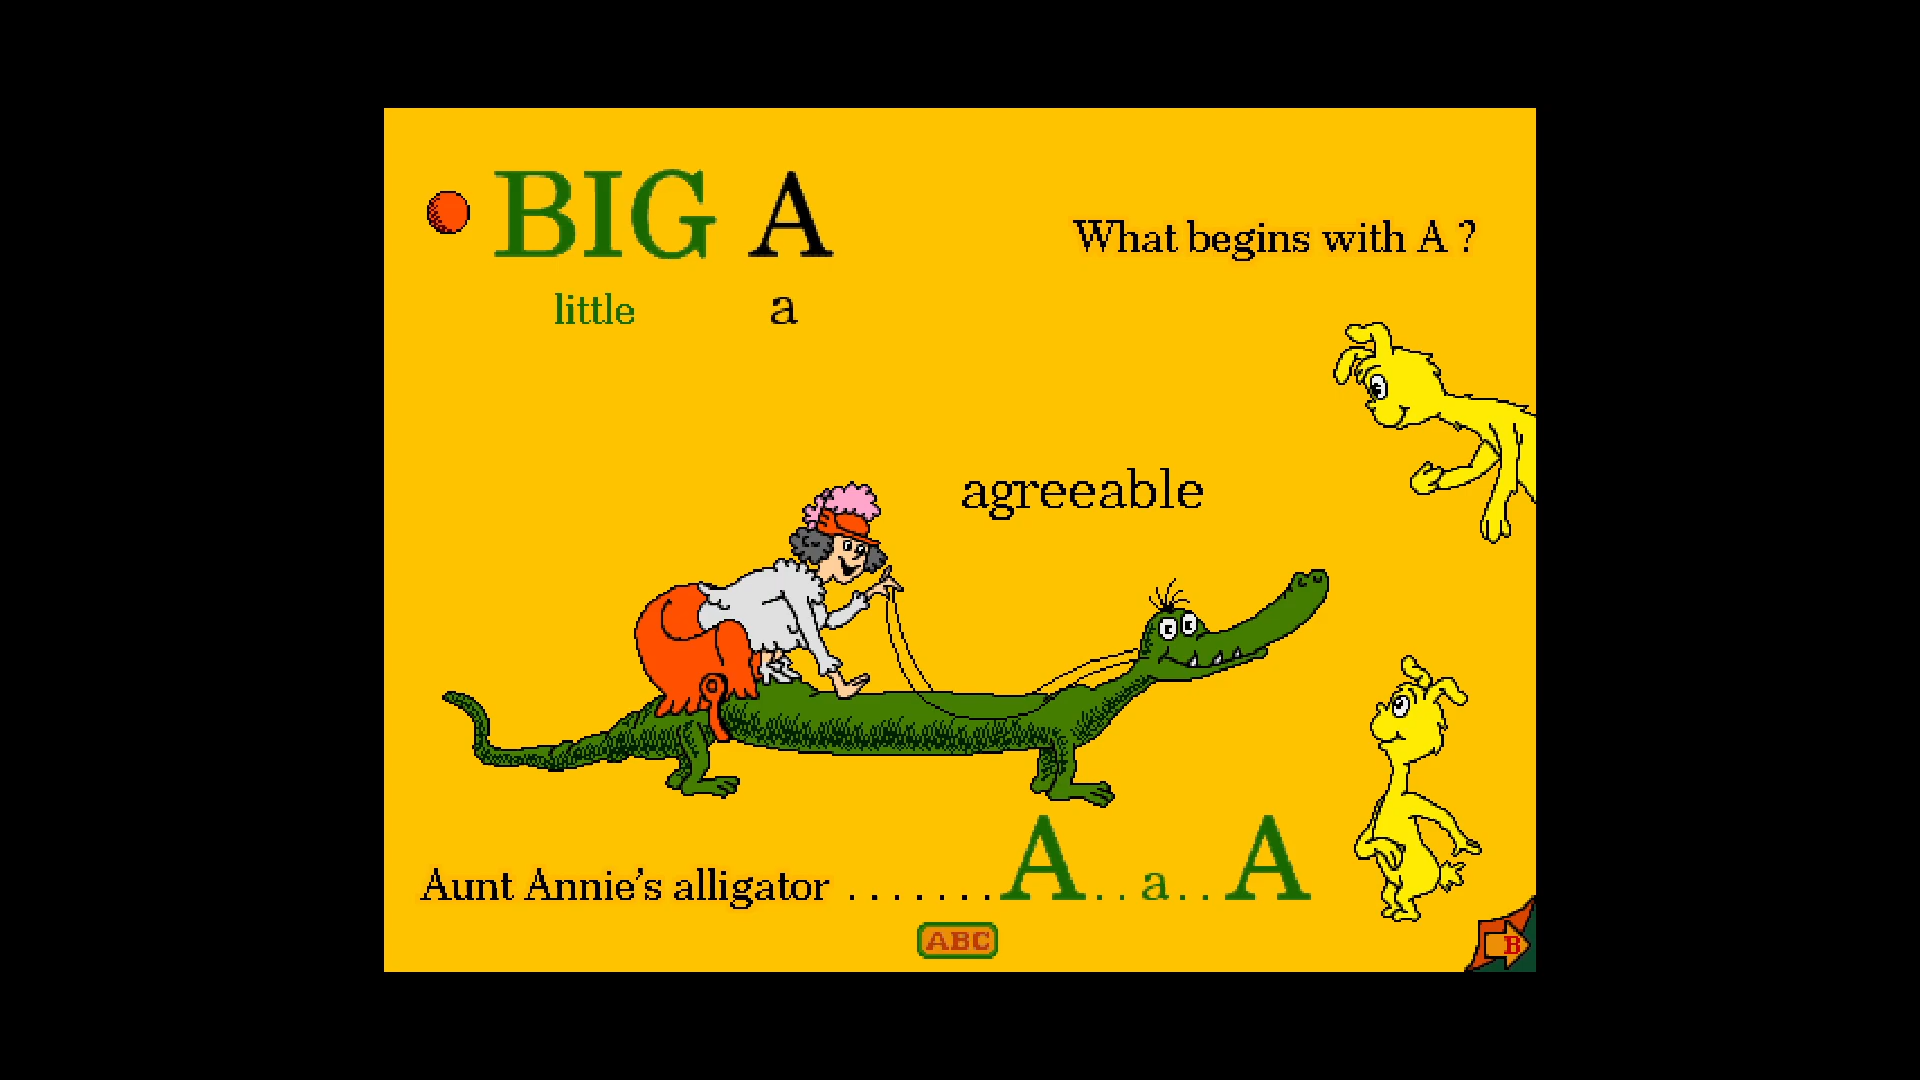 BIG A
little a
What begins with A ?
agreeable
Aunt Annie's alligator .......A..a..A
ABC
B